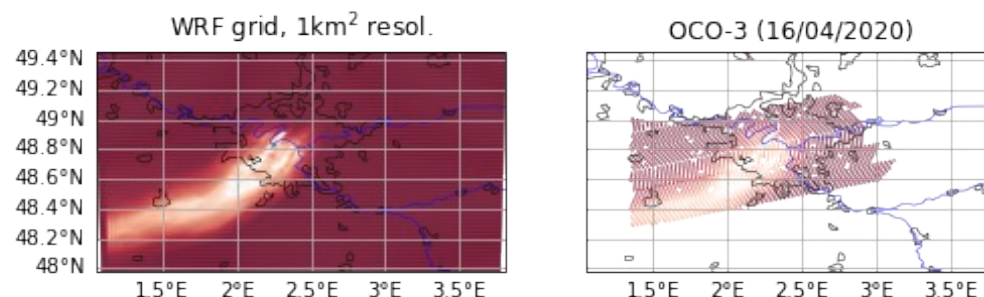 WRF grid, 1km² resol.
OCO-3 (16/04/2020)
49.4°N
49.2°N
49°N
48.8°N
48.6°N
48.4°N
48.2°N
48°N
1.5°E 2°E 2.5°E 3°E 3.5°E
1.5°E 2°E 2.5°E 3°E 3.5°E